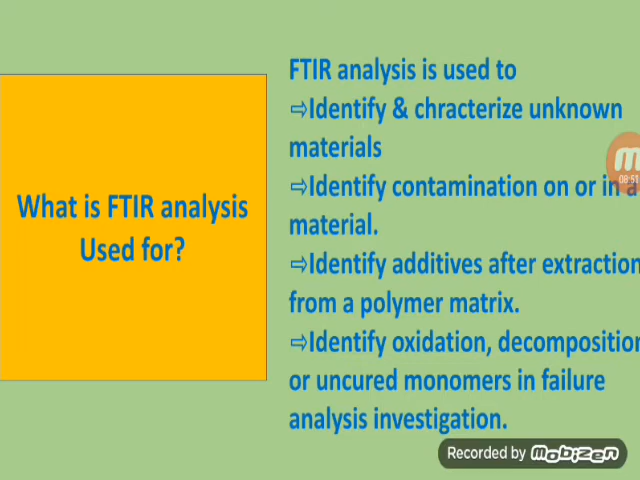 What is FTIR analysis
Used for?
FTIR analysis is used to
⇨Identify & chracterize unknown
materials
⇨Identify contamination on or in a
material.
⇨Identify additives after extraction
from a polymer matrix.
⇨Identify oxidation, decomposition
or uncured monomers in failure
analysis investigation.
08:51
Recorded by Mobizen